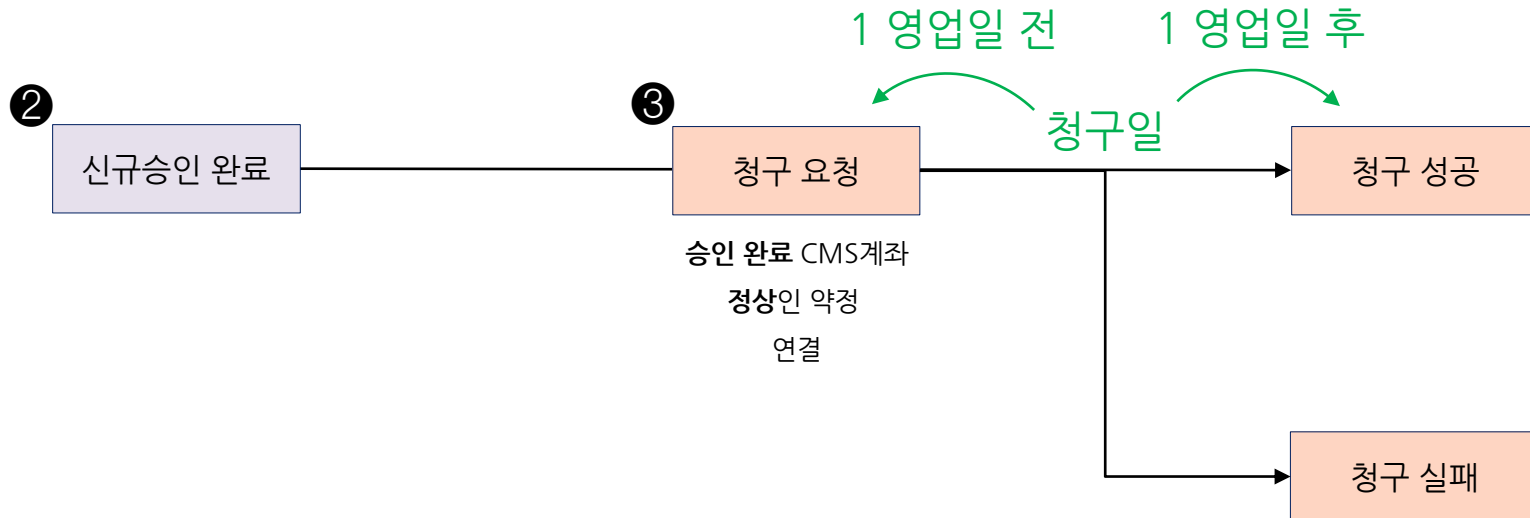 1 영업일 전
1 영업일 후
❷
❸
청구일
신규승인 완료
청구 요청
청구 성공
승인 완료 CMS계좌
정상인 약정
연결
청구 실패